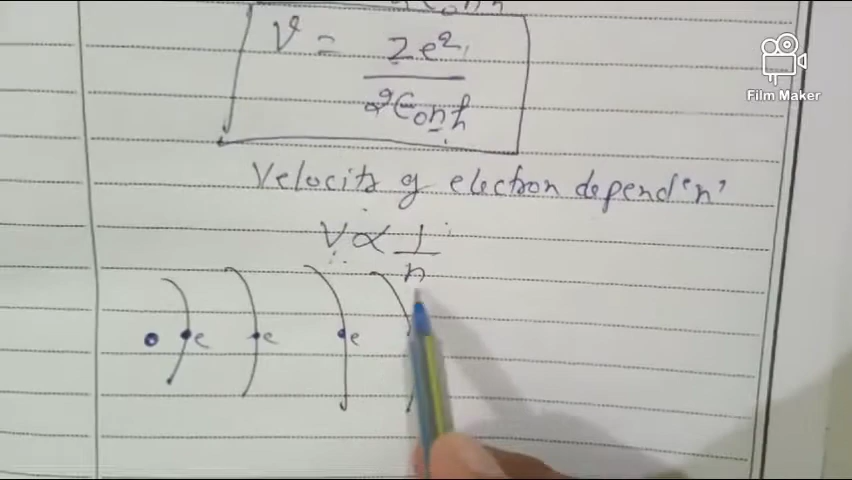 v = Ze²
2ϵ₀nh
Film Maker
Velocity of electron depend 'n'
V ∝ 1
n
e e e